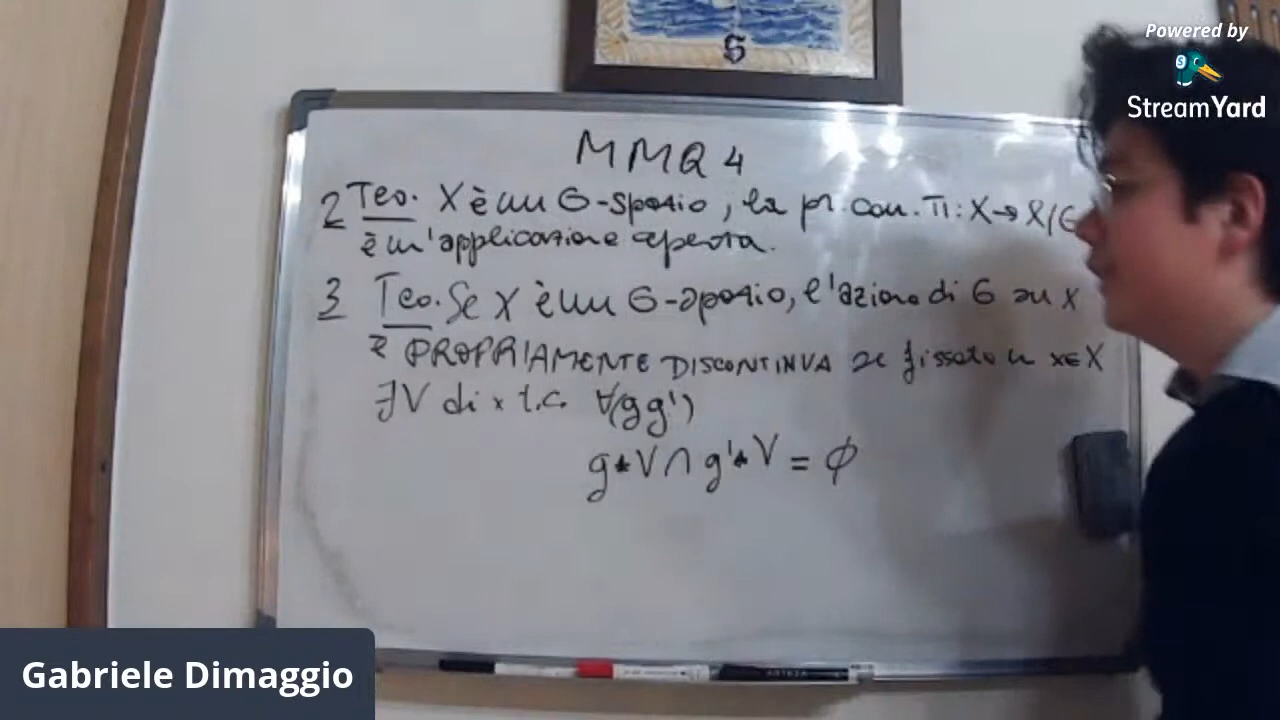 Powered by
StreamYard
S
MMQ 4
2 Teo. X è un G-spazio, la pr. can. π: X→X/G
è un'applicazione aperta.
3 Teo. Se X è un G-spazio, l'azione di G su X
è PROPRIAMENTE DISCONTINUA se fissato un x∈X
∃V di x t.c. ∀(g g')
g*V∩g'*V = ∅
Gabriele Dimaggio